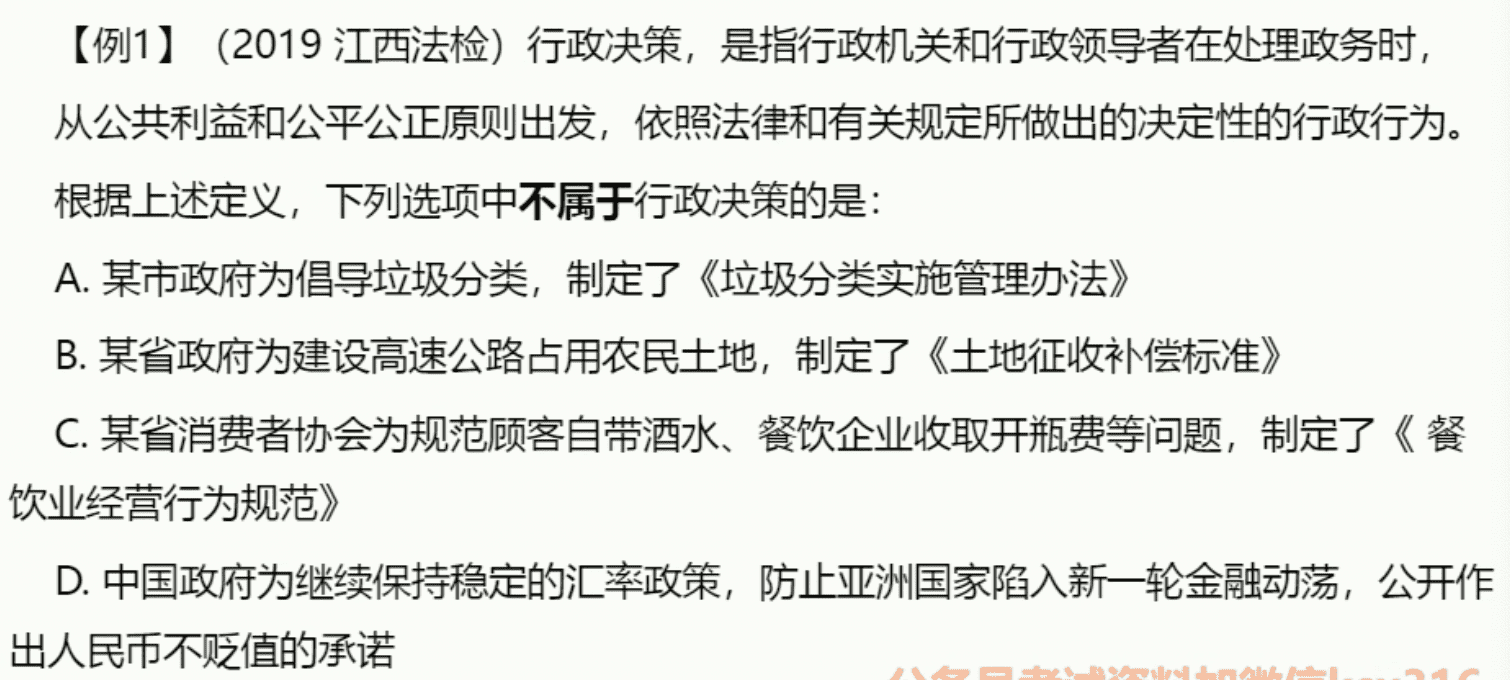 【例1】（2019 江西法检）行政决策，是指行政机关和行政领导者在处理政务时，
从公共利益和公平公正原则出发，依照法律和有关规定所做出的决定性的行政行为。
根据上述定义，下列选项中不属于行政决策的是：
A. 某市政府为倡导垃圾分类，制定了《垃圾分类实施管理办法》
B. 某省政府为建设高速公路占用农民土地，制定了《土地征收补偿标准》
C. 某省消费者协会为规范顾客自带酒水、餐饮企业收取开瓶费等问题，制定了《 餐
饮业经营行为规范》
D. 中国政府为继续保持稳定的汇率政策，防止亚洲国家陷入新一轮金融动荡，公开作
出人民币不贬值的承诺
公务员考试资料加微信